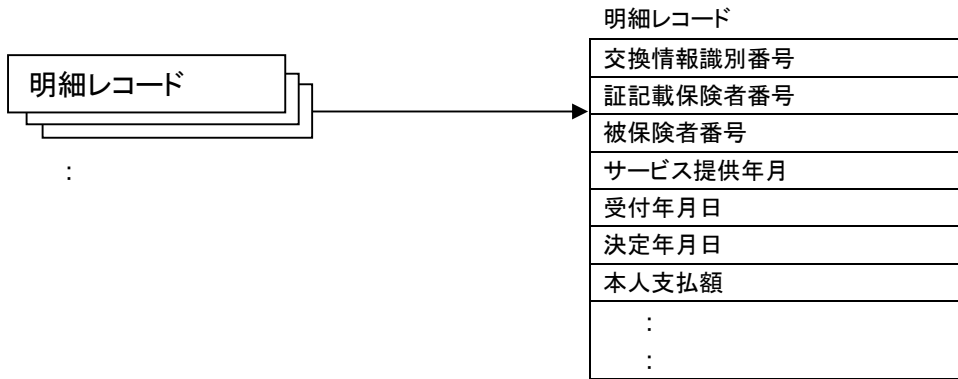 明細レコード
:
明細レコード
交換情報識別番号
証記載保険者番号
被保険者番号
サービス提供年月
受付年月日
決定年月日
本人支払額
:
: